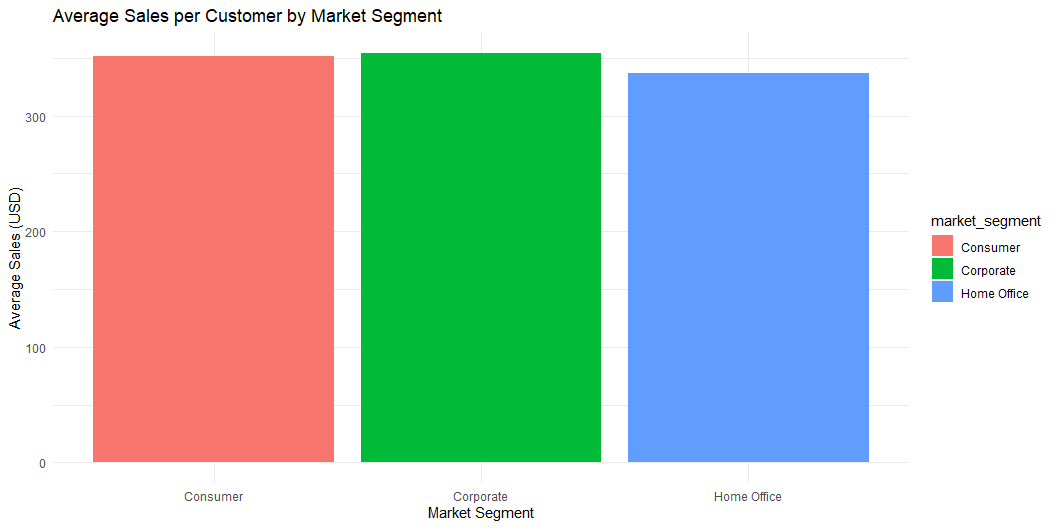 Average Sales per Customer by Market Segment
Average Sales (USD)
300
200
100
0
Consumer
Corporate
Home Office
Market Segment
market_segment
Consumer
Corporate
Home Office